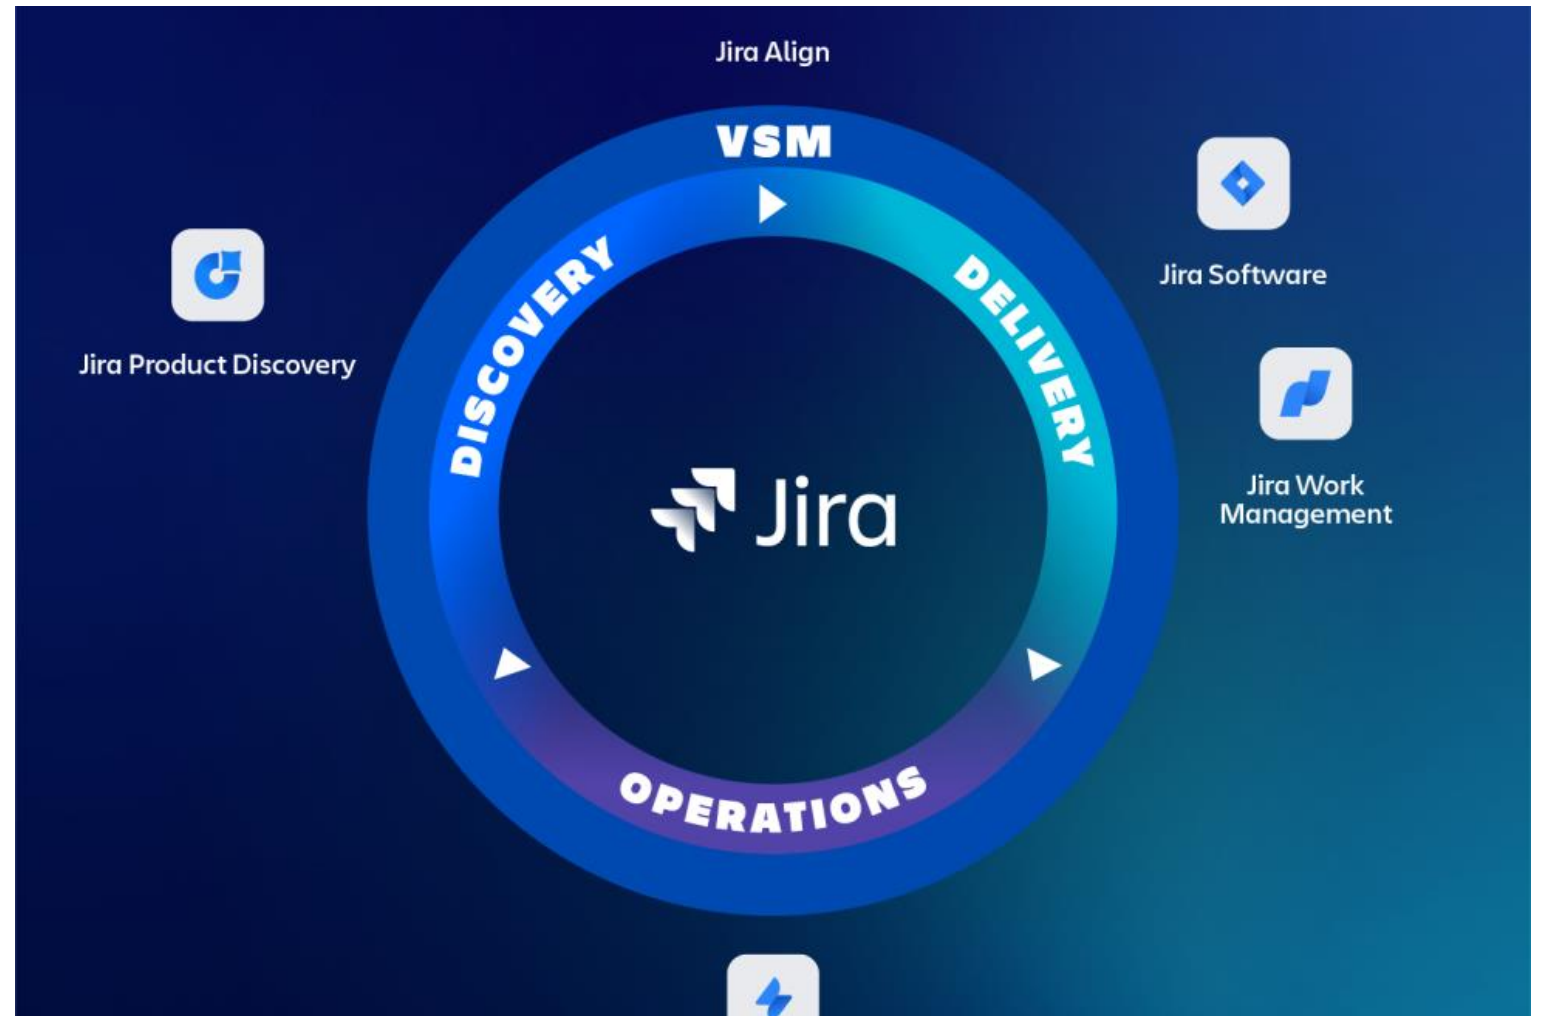 Jira Align
VSM
DISCOVERY
DELIVERY
Jira Software
Jira Product Discovery
Jira Work
Management
Jira
OPERATIONS